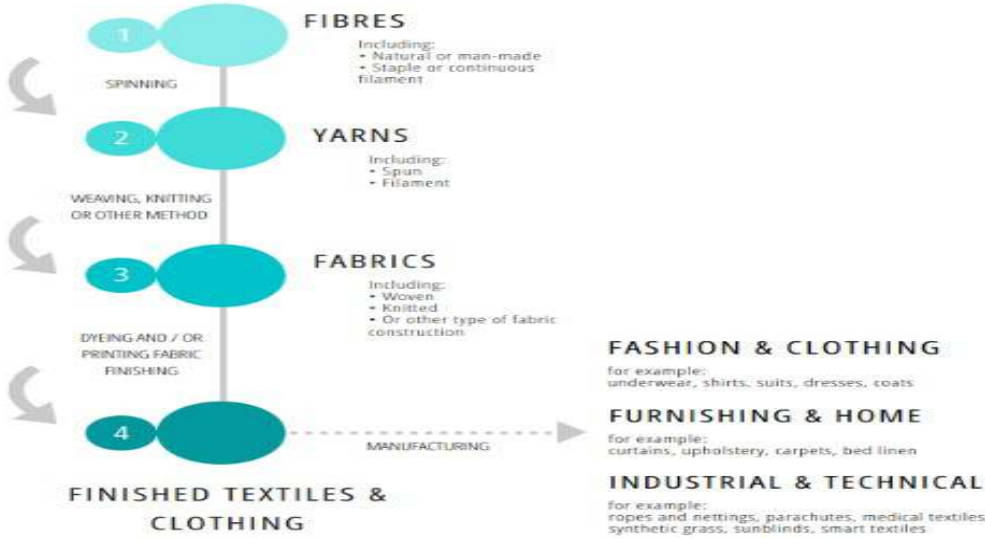 1
FIBRES
Including:
• Natural or man-made
• Staple or continuous
filament
SPINNING
2
YARNS
Including:
• Spun
• Filament
WEAVING, KNITTING
OR OTHER METHOD
3
FABRICS
Including:
• Woven
• Knitted
• Or other type of fabric
construction
DYEING AND / OR
PRINTING FABRIC
FINISHING
4
MANUFACTURING
FINISHED TEXTILES &
CLOTHING
FASHION & CLOTHING
for example:
underwear, shirts, suits, dresses, coats
FURNISHING & HOME
for example:
curtains, upholstery, carpets, bed linen
INDUSTRIAL & TECHNICAL
for example:
ropes and nettings, parachutes, medical textiles
synthetic grass, sunblinds, smart textiles